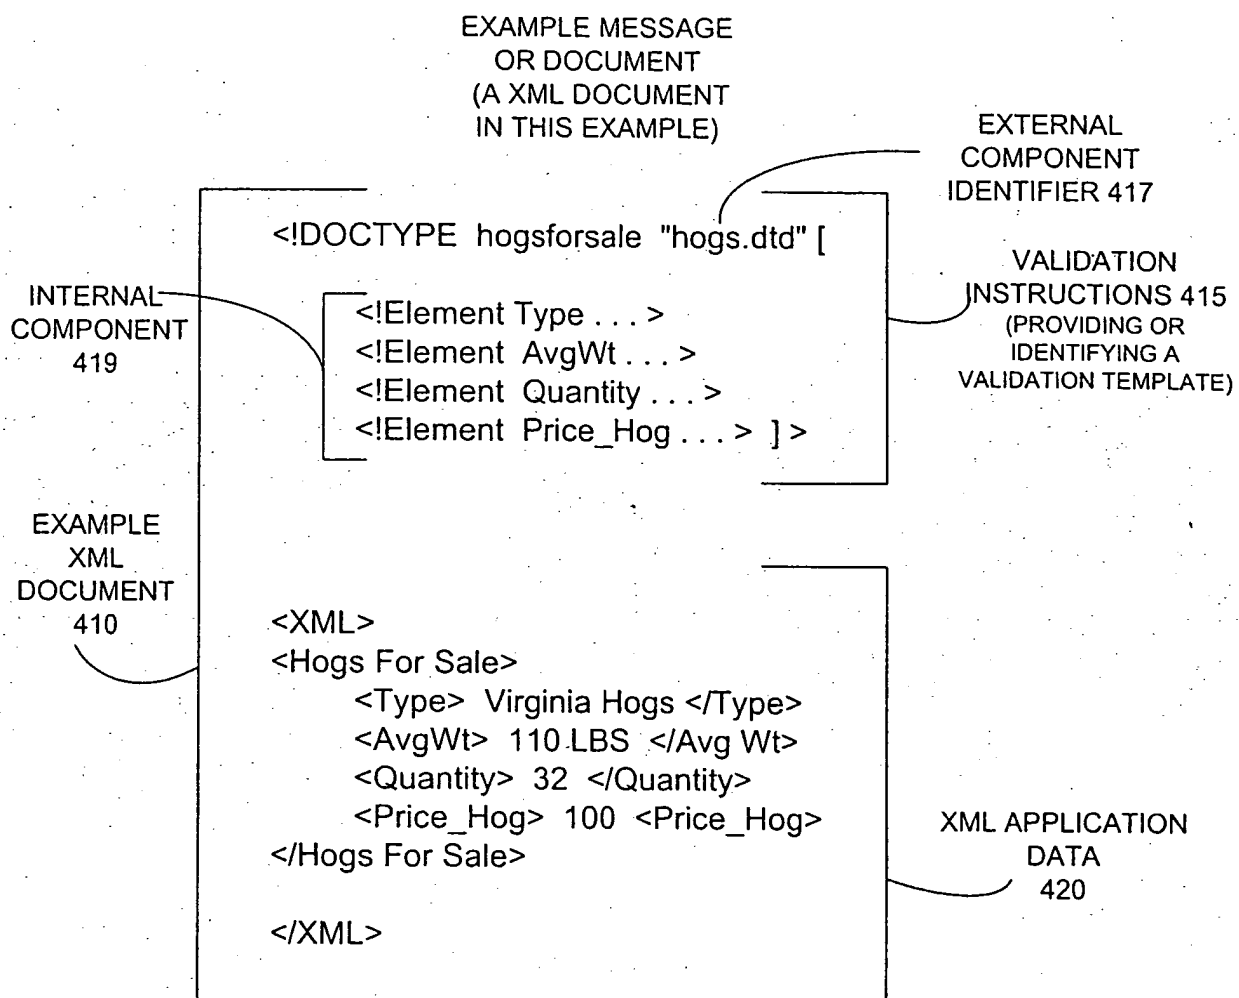 EXAMPLE MESSAGE
OR DOCUMENT
(A XML DOCUMENT
IN THIS EXAMPLE)
EXTERNAL
COMPONENT
IDENTIFIER 417
<!DOCTYPE hogsforsale "hogs.dtd" [
VALIDATION
INSTRUCTIONS 415
(PROVIDING OR
IDENTIFYING A
VALIDATION TEMPLATE)
INTERNAL
COMPONENT
419
<!Element Type . . . >
<!Element AvgWt . . . >
<!Element Quantity . . . >
<!Element Price_Hog . . . > ] >
EXAMPLE
XML
DOCUMENT
410
<XML>
<Hogs For Sale>
<Type> Virginia Hogs </Type>
<AvgWt> 110 LBS </Avg Wt>
<Quantity> 32 </Quantity>
<Price_Hog> 100 <Price_Hog>
</Hogs For Sale>
</XML>
XML APPLICATION
DATA
420